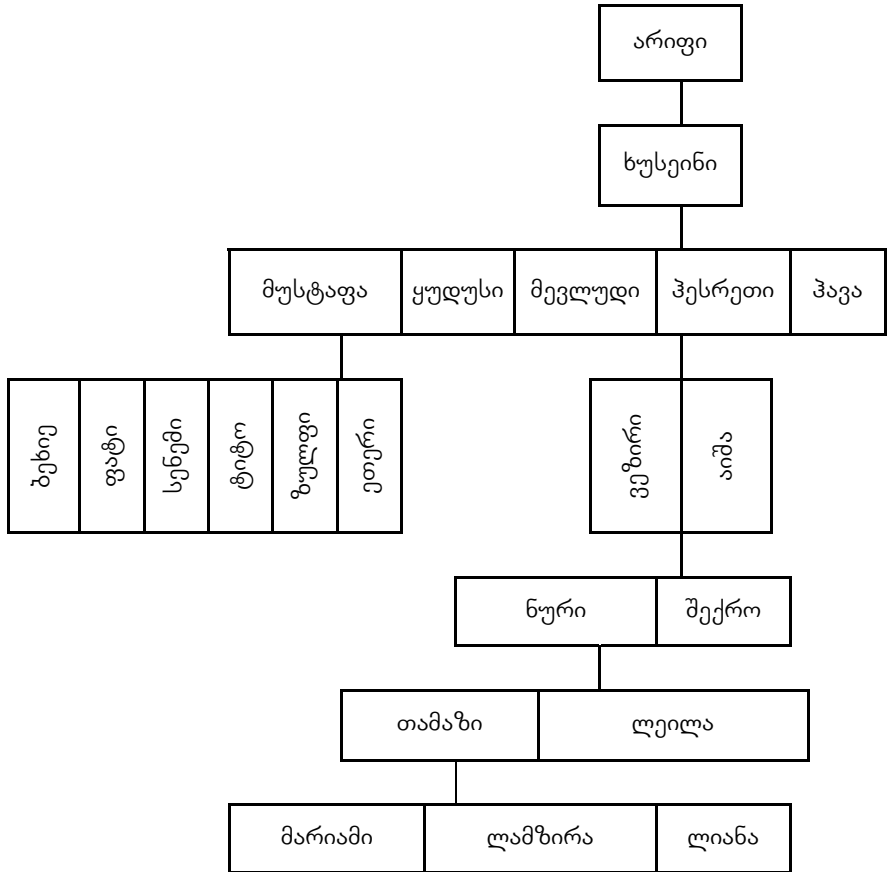 არიფი
ხუსეინი
მუსტაფა ყუდუსი მევლუდი ჰესრეთი ჰავა
ბეხიე ფატი სენემი ტიტო ზულფი ეთერი ვეზირი აიშა
ნური შექრო
თამაზი ლეილა
მარიამი ლამზირა ლიანა